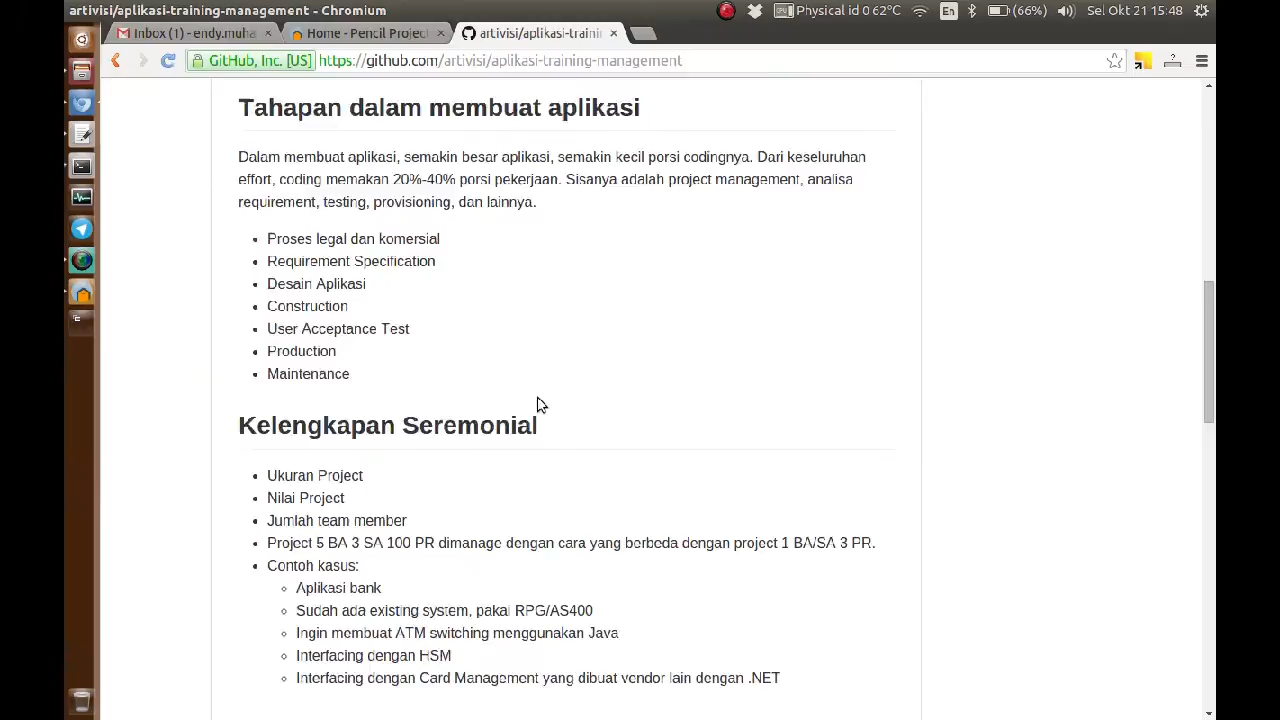 artivisi/aplikasi-training-management - Chromium
Physical id 0 62°C En (66%) Sel Okt 21 15:48
Inbox (1) - endy.muha × Home - Pencil Project × artivisi/aplikasi-trainin ×
GitHub, Inc. [US] https://github.com/artivisi/aplikasi-training-management
Tahapan dalam membuat aplikasi
Dalam membuat aplikasi, semakin besar aplikasi, semakin kecil porsi codingnya. Dari keseluruhan
effort, coding memakan 20%-40% porsi pekerjaan. Sisanya adalah project management, analisa
requirement, testing, provisioning, dan lainnya.
• Proses legal dan komersial
• Requirement Specification
• Desain Aplikasi
• Construction
• User Acceptance Test
• Production
• Maintenance
Kelengkapan Seremonial
• Ukuran Project
• Nilai Project
• Jumlah team member
• Project 5 BA 3 SA 100 PR dimanage dengan cara yang berbeda dengan project 1 BA/SA 3 PR.
• Contoh kasus:
◦ Aplikasi bank
◦ Sudah ada existing system, pakai RPG/AS400
◦ Ingin membuat ATM switching menggunakan Java
◦ Interfacing dengan HSM
◦ Interfacing dengan Card Management yang dibuat vendor lain dengan .NET